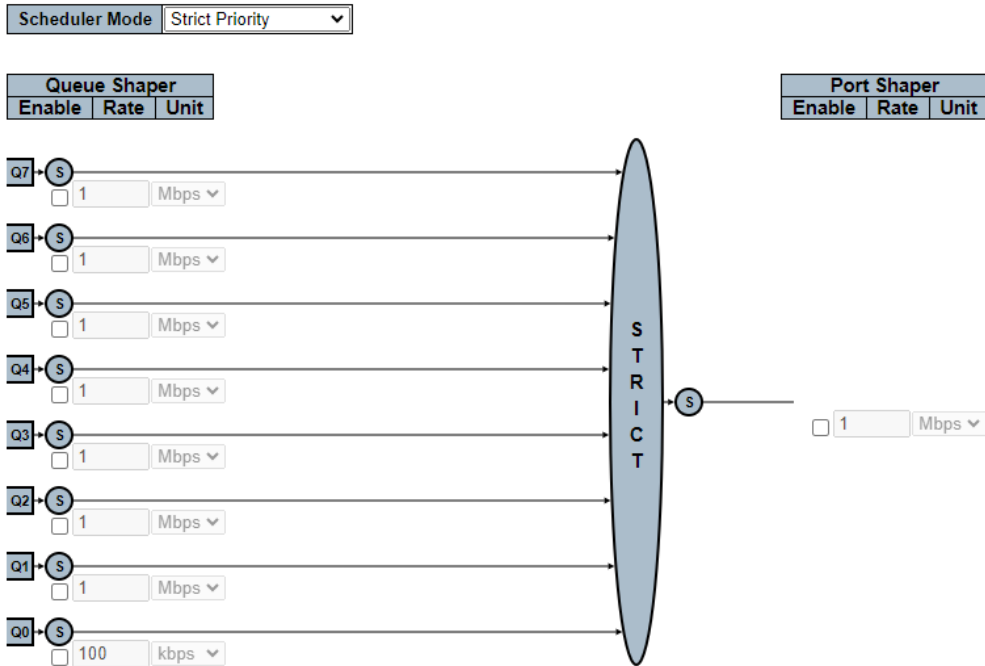 Scheduler Mode Strict Priority
Queue Shaper Port Shaper
Enable Rate Unit Enable Rate Unit
Q7 S
1 Mbps
Q6 S
1 Mbps
Q5 S
1 Mbps
Q4 S
1 Mbps
Q3 S
1 Mbps
Q2 S
1 Mbps
Q1 S
1 Mbps
Q0 S
100 kbps
STRICT
S
1 Mbps